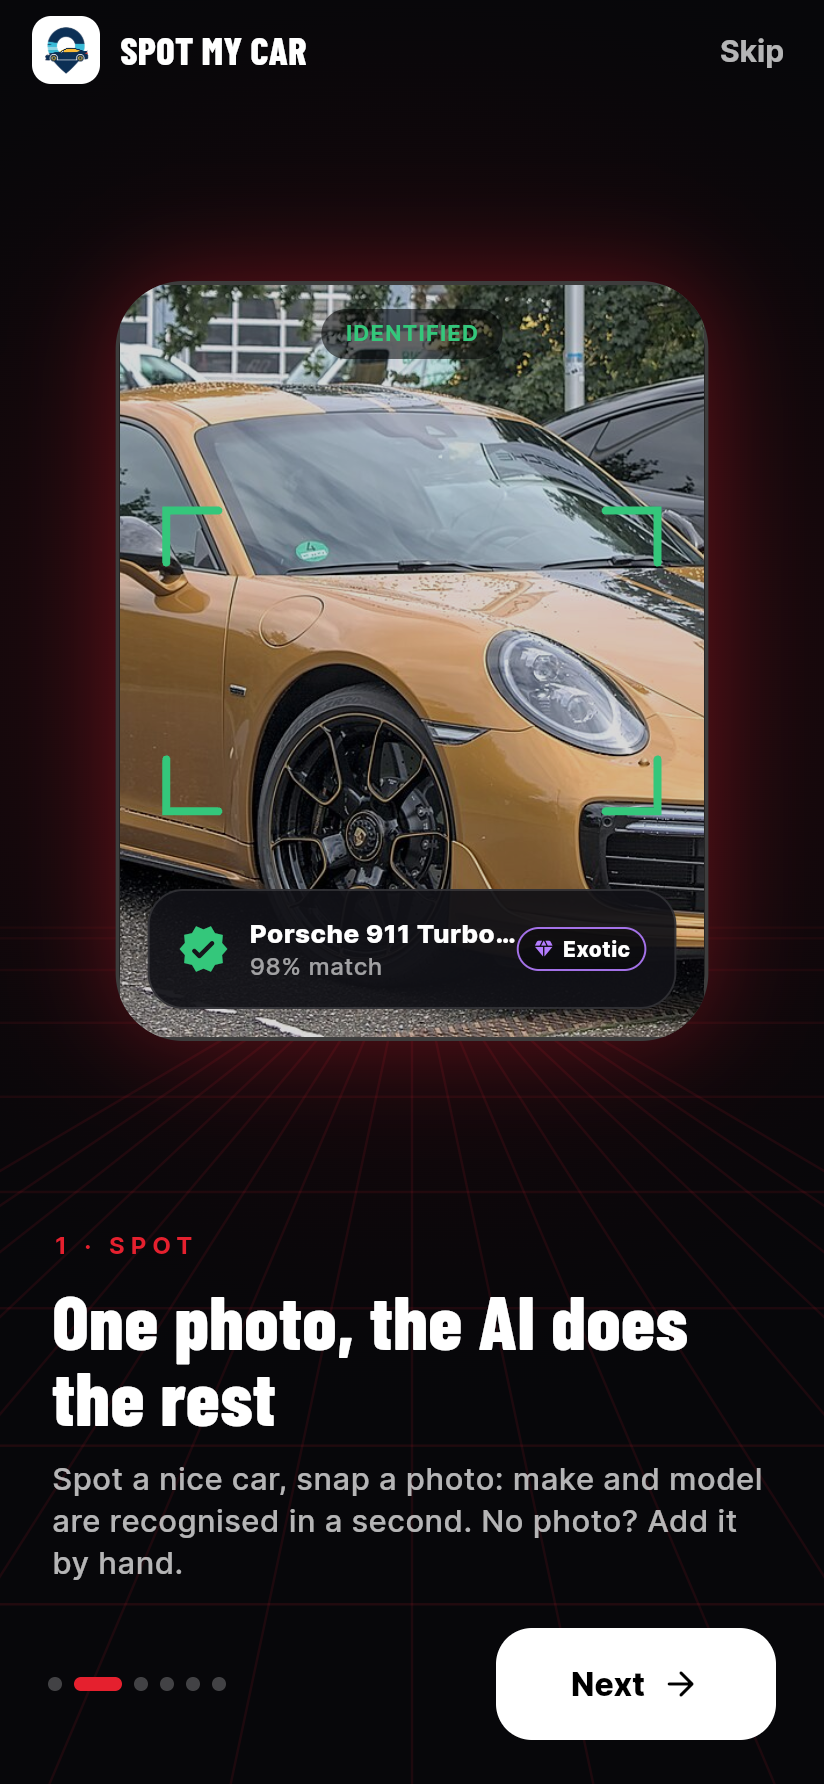 SPOT MY CAR
Skip
IDENTIFIED
Porsche 911 Turbo…
Exotic
98% match
1 · SPOT
One photo, the AI does
the rest
Spot a nice car, snap a photo: make and model
are recognised in a second. No photo? Add it
by hand.
Next →